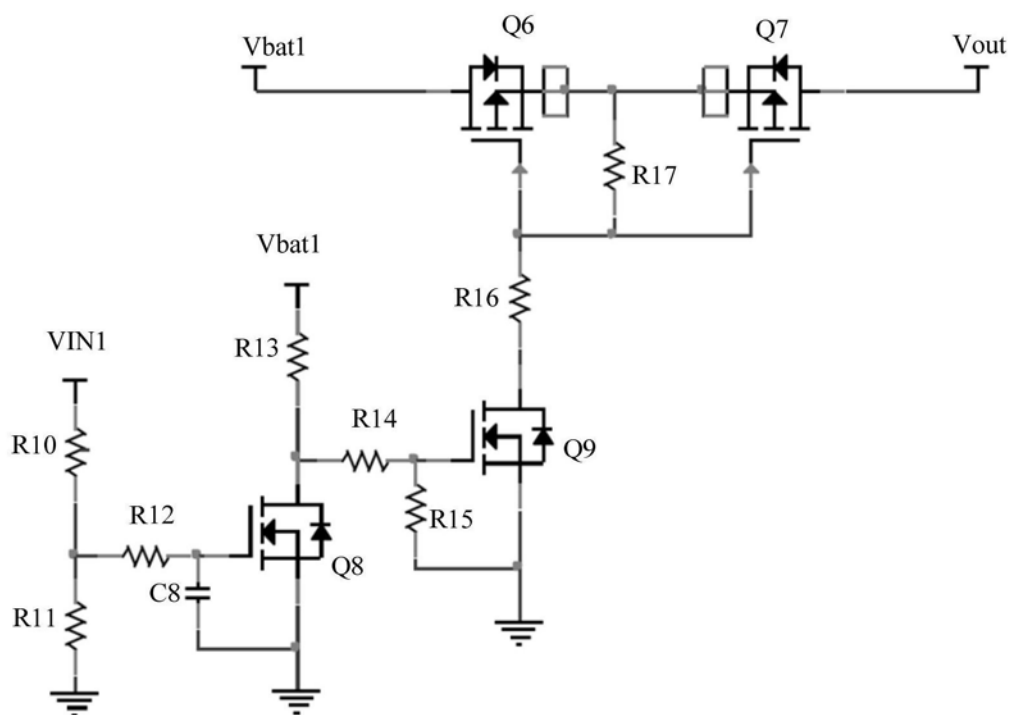 Q6
Q7
Vbat1
Vout
R17
Vbat1
R16
VIN1
R13
R14
R10
Q9
R12
R15
Q8
C8
R11